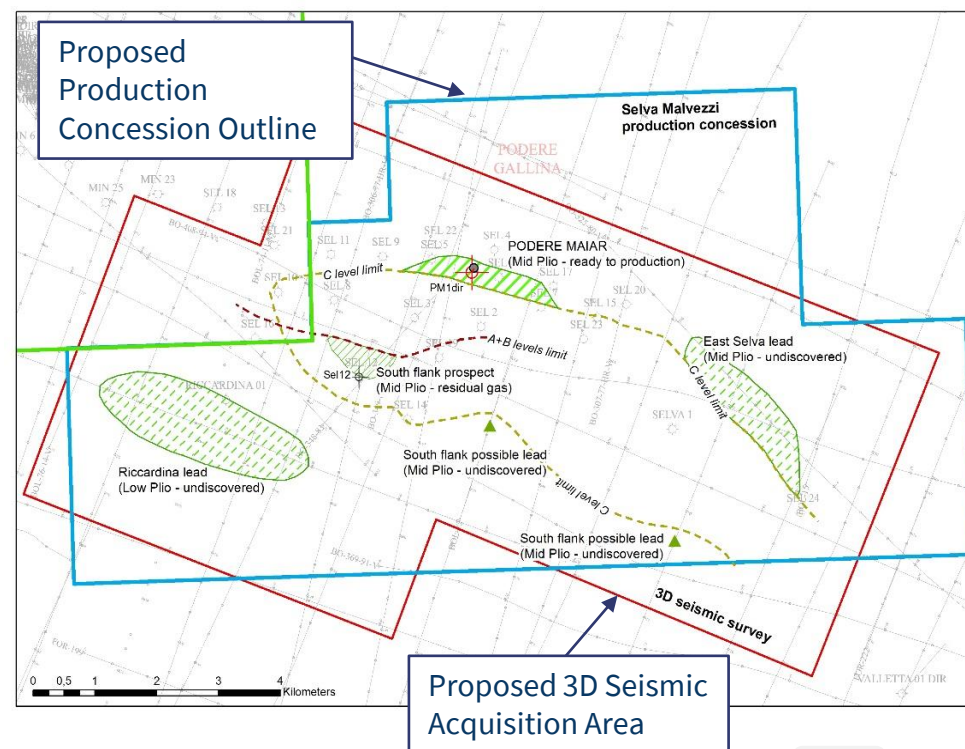 Proposed
Production
Concession Outline
Selva Malvezzi
production concession
PODERE
GALLINA
MIN 25
MIN 23
SEL 18
SEL 13
SEL 21
SEL 11
SEL 9
SEL 22
SEL 5
SEL 4
PODERE MAIAR
(Mid Plio - ready to production)
SEL 17
PM1dir
C level limit
SEL 10
SEL 8
SEL 3
SEL 2
SEL 15
SEL 20
SEL 23
A+B levels limit
East Selva lead
(Mid Plio - undiscovered)
C level limit
Sel12
South flank prospect
(Mid Plio - residual gas)
RICCARDINA 01
SEL 14
SELVA 1
South flank possible lead
(Mid Plio - undiscovered)
Riccardina lead
(Low Plio - undiscovered)
C level limit
SEL 24
South flank possible lead
(Mid Plio - undiscovered)
3D seismic survey
0 0,5 1 2 3 4
Kilometers
VALLETTA 01 DIR
Proposed 3D Seismic
Acquisition Area